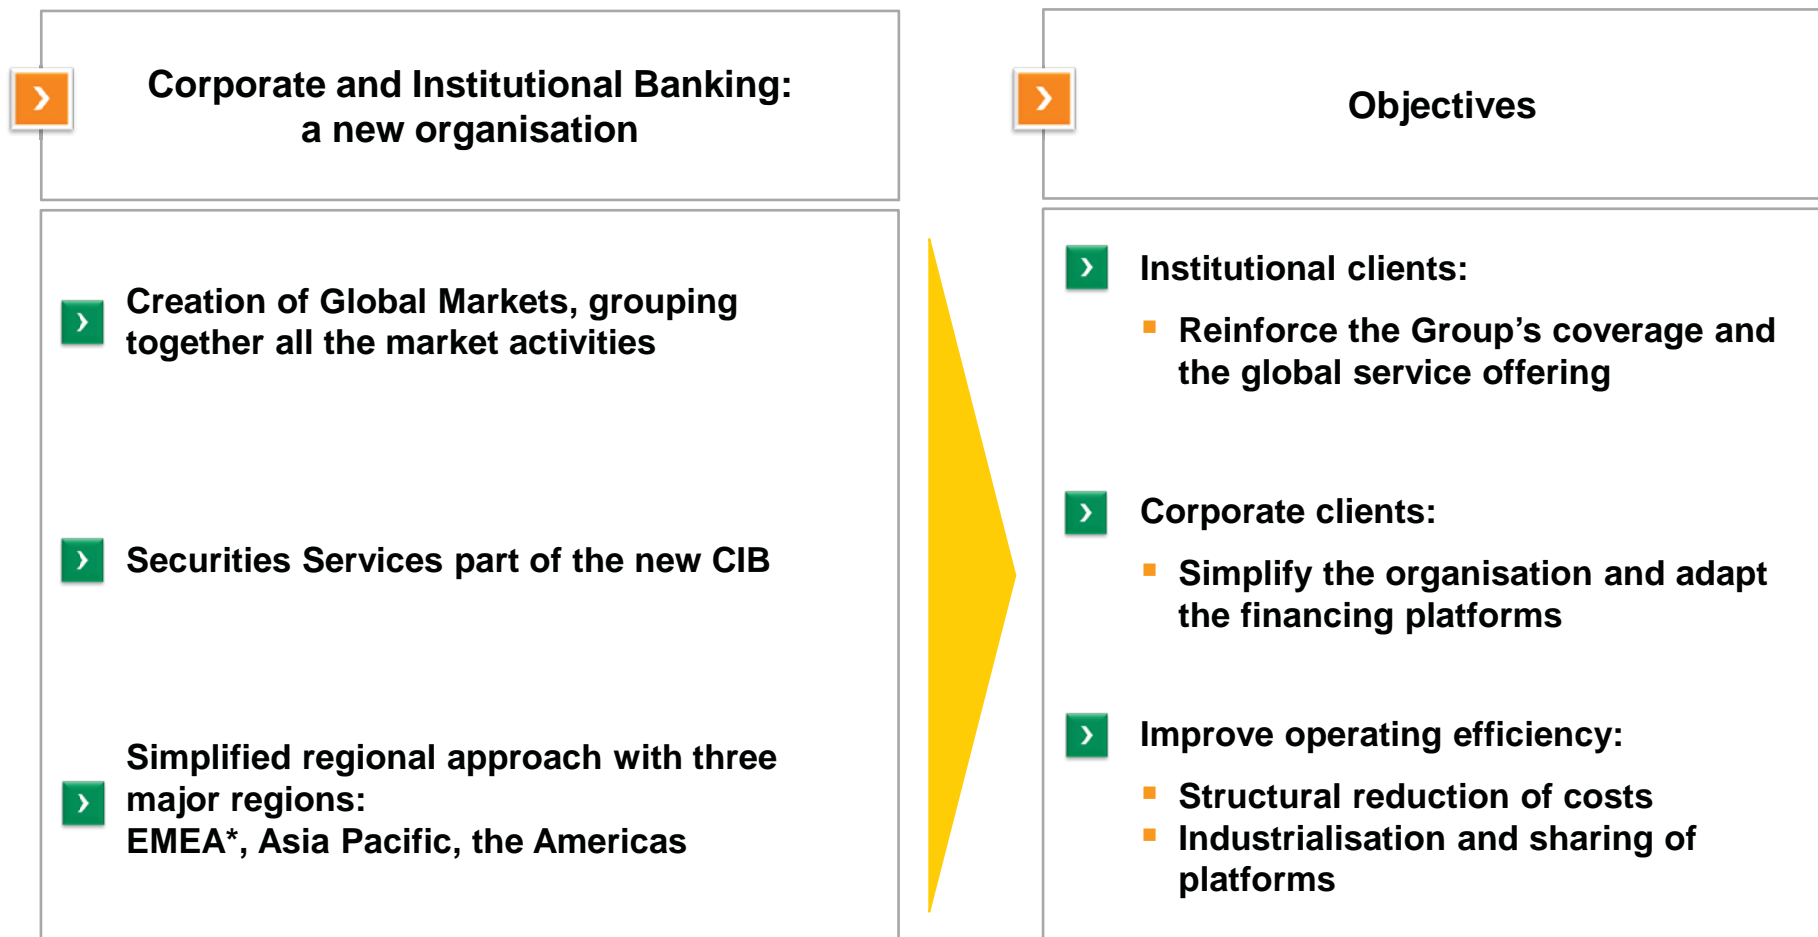 Corporate and Institutional Banking:
a new organisation
Creation of Global Markets, grouping
together all the market activities
Securities Services part of the new CIB
Simplified regional approach with three
major regions:
EMEA*, Asia Pacific, the Americas
Objectives
Institutional clients:
Reinforce the Group's coverage and
the global service offering
Corporate clients:
Simplify the organisation and adapt
the financing platforms
Improve operating efficiency:
Structural reduction of costs
Industrialisation and sharing of
platforms